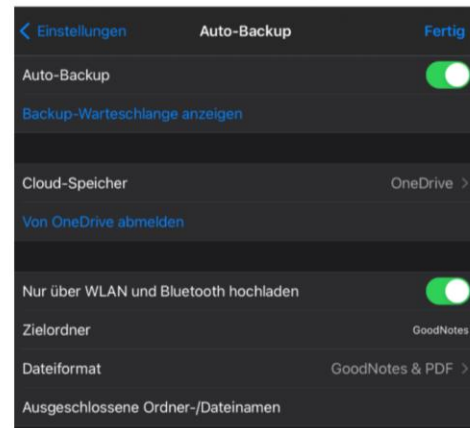 Einstellungen Auto-Backup Fertig
Auto-Backup
Backup-Warteschlange anzeigen
Cloud-Speicher OneDrive
Von OneDrive abmelden
Nur über WLAN und Bluetooth hochladen
Zielordner GoodNotes
Dateiformat GoodNotes & PDF
Ausgeschlossene Ordner-/Dateinamen